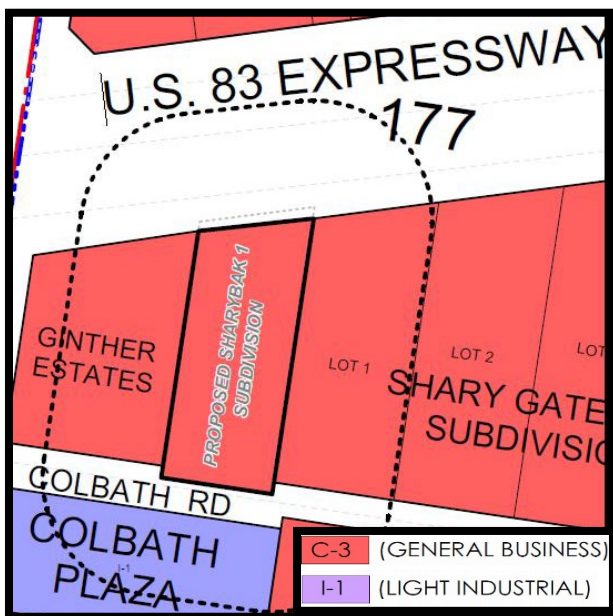 U.S. 83 EXPRESSWAY
177
GINTHER
ESTATES
PROPOSED SHARYBAK 1
SUBDIVISION
LOT 1
LOT 2
LOT
SHARY GATE
SUBDIVISIO
COLBATH RD
COLBATH
PLAZA
I-1
C-3 (GENERAL BUSINESS)
I-1 (LIGHT INDUSTRIAL)